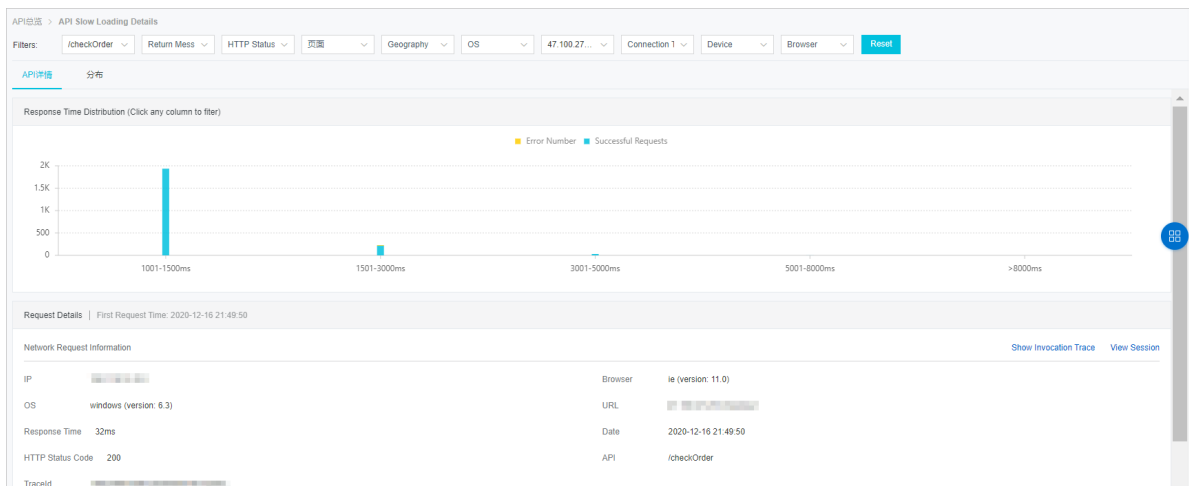 API总览 > API Slow Loading Details
Filters: /checkOrder Return Mess HTTP Status 页面 Geography OS 47.100.27... Connection T Device Browser Reset
API详情 分布
Response Time Distribution (Click any column to filter)
Error Number Successful Requests
2K
1.5K
1K
500
0
1001-1500ms 1501-3000ms 3001-5000ms 5001-8000ms >8000ms
Request Details | First Request Time: 2020-12-16 21:49:50
Network Request Information Show Invocation Trace View Session
IP Browser ie (version: 11.0)
OS windows (version: 6.3) URL
Response Time 32ms Date 2020-12-16 21:49:50
HTTP Status Code 200 API /checkOrder
TraceId